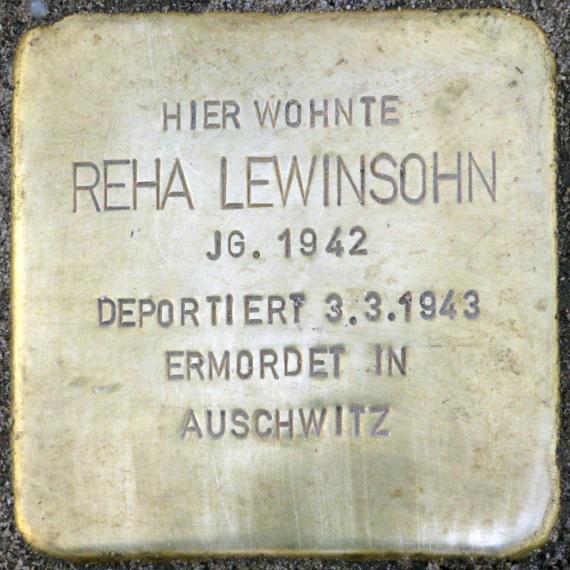 HIER WOHNTE
REHA LEWINSOHN
JG. 1942
DEPORTIERT 3.3.1943
ERMORDET IN
AUSCHWITZ